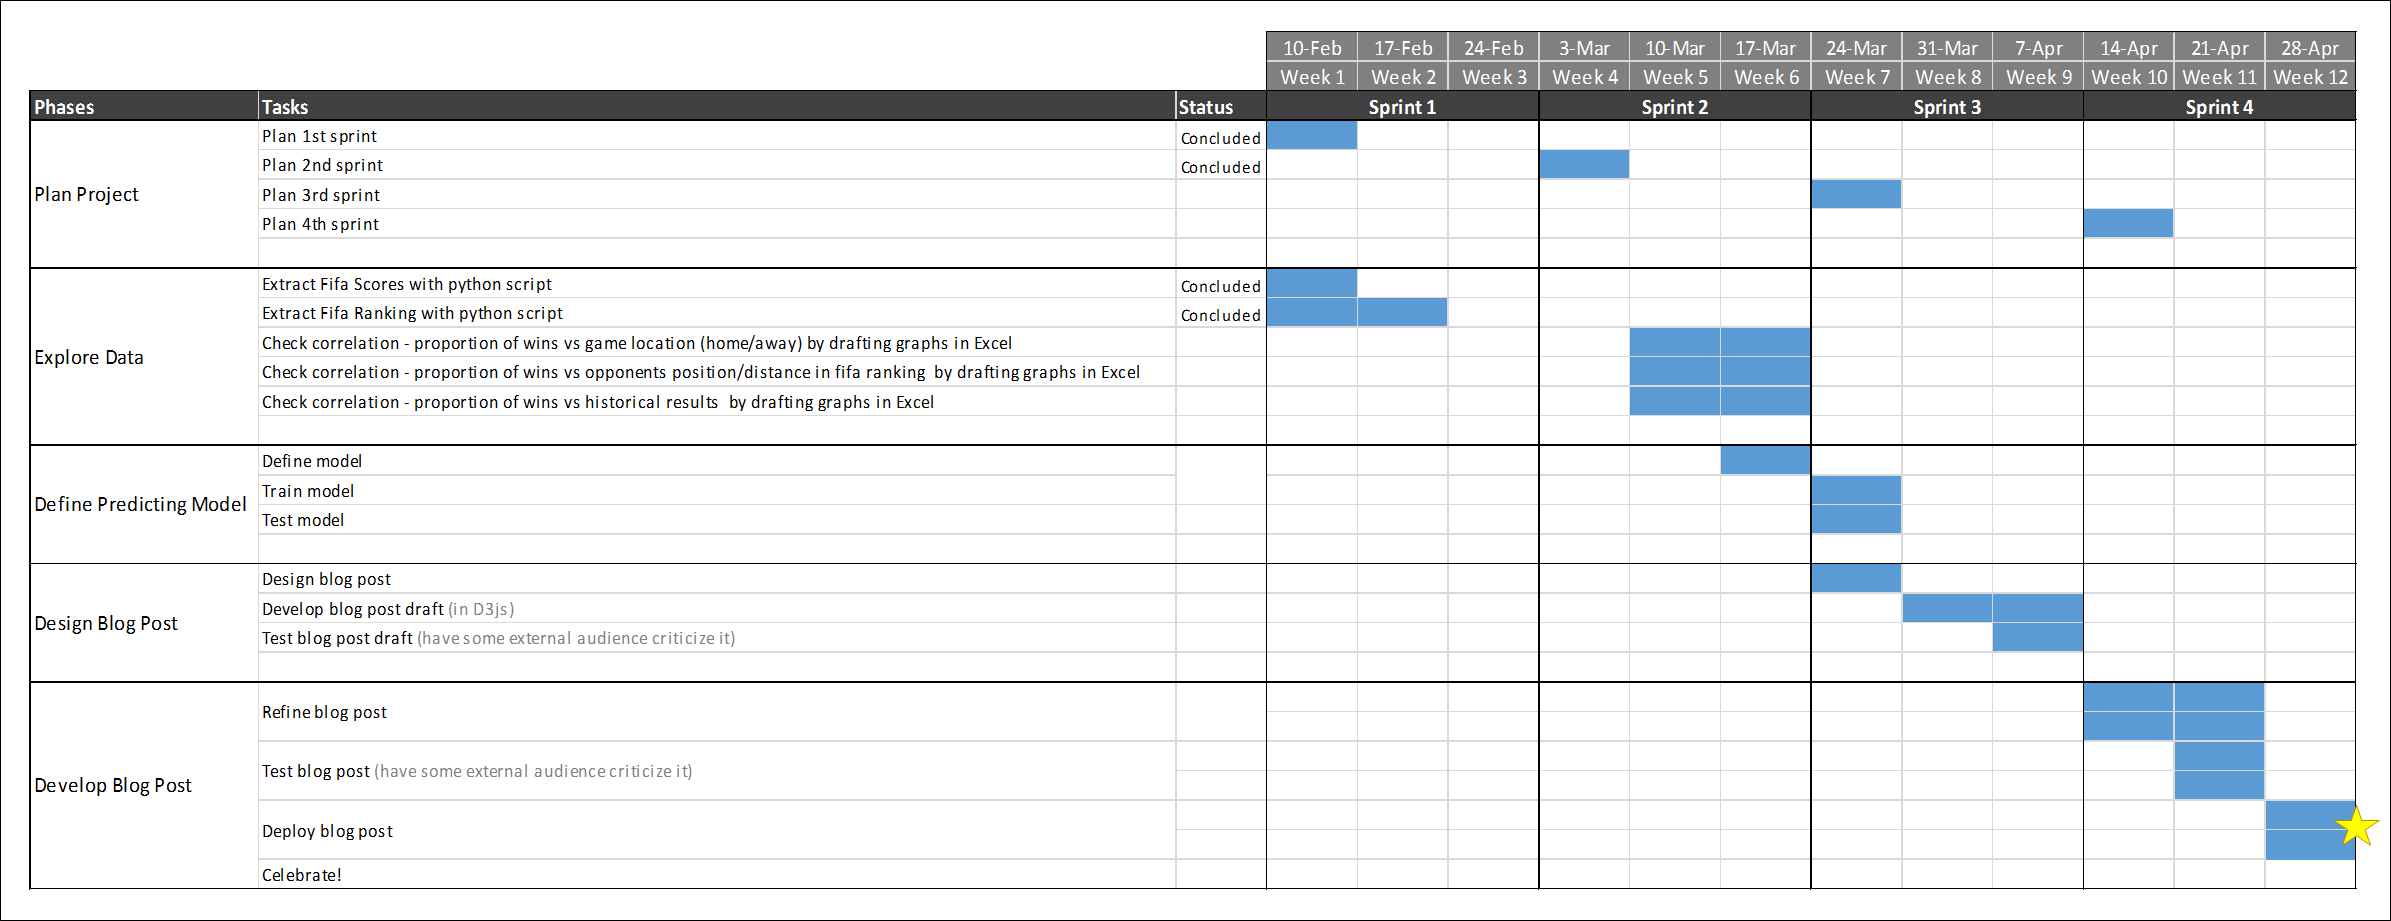 10-Feb 17-Feb 24-Feb 3-Mar 10-Mar 17-Mar 24-Mar 31-Mar 7-Apr 14-Apr 21-Apr 28-Apr
Week 1 Week 2 Week 3 Week 4 Week 5 Week 6 Week 7 Week 8 Week 9 Week 10 Week 11 Week 12
Phases Tasks Status Sprint 1 Sprint 2 Sprint 3 Sprint 4
Plan Project
Plan 1st sprint Concluded
Plan 2nd sprint Concluded
Plan 3rd sprint
Plan 4th sprint
Explore Data
Extract Fifa Scores with python script Concluded
Extract Fifa Ranking with python script Concluded
Check correlation - proportion of wins vs game location (home/away) by drafting graphs in Excel
Check correlation - proportion of wins vs opponents position/distance in fifa ranking by drafting graphs in Excel
Check correlation - proportion of wins vs historical results by drafting graphs in Excel
Define Predicting Model
Define model
Train model
Test model
Design Blog Post
Design blog post
Develop blog post draft (in D3js)
Test blog post draft (have some external audience criticize it)
Develop Blog Post
Refine blog post
Test blog post (have some external audience criticize it)
Deploy blog post
Celebrate!